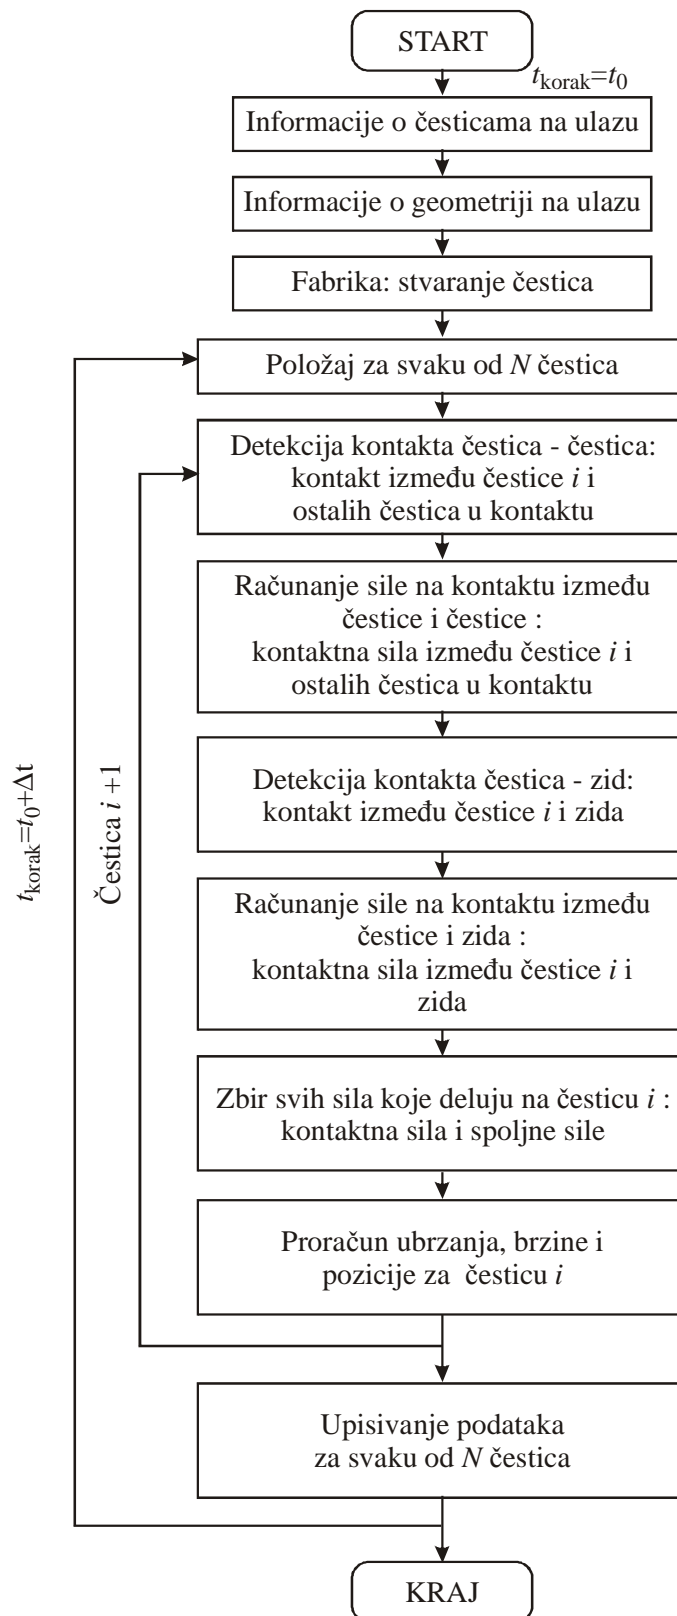 START
t_korak=t_0
Informacije o česticama na ulazu
Informacije o geometriji na ulazu
Fabrika: stvaranje čestica
Položaj za svaku od N čestica
Detekcija kontakta čestica - čestica:
kontakt između čestice i i
ostalih čestica u kontaktu
Računanje sile na kontaktu između
čestice i čestice :
kontaktna sila između čestice i i
ostalih čestica u kontaktu
Detekcija kontakta čestica - zid:
kontakt između čestice i i zida
Računanje sile na kontaktu između
čestice i zida :
kontaktna sila između čestice i i
zida
Zbir svih sila koje deluju na česticu i :
kontaktna sila i spoljne sile
Proračun ubrzanja, brzine i
pozicije za česticu i
Upisivanje podataka
za svaku od N čestica
KRAJ
Čestica i +1
t_korak=t_0+Δt